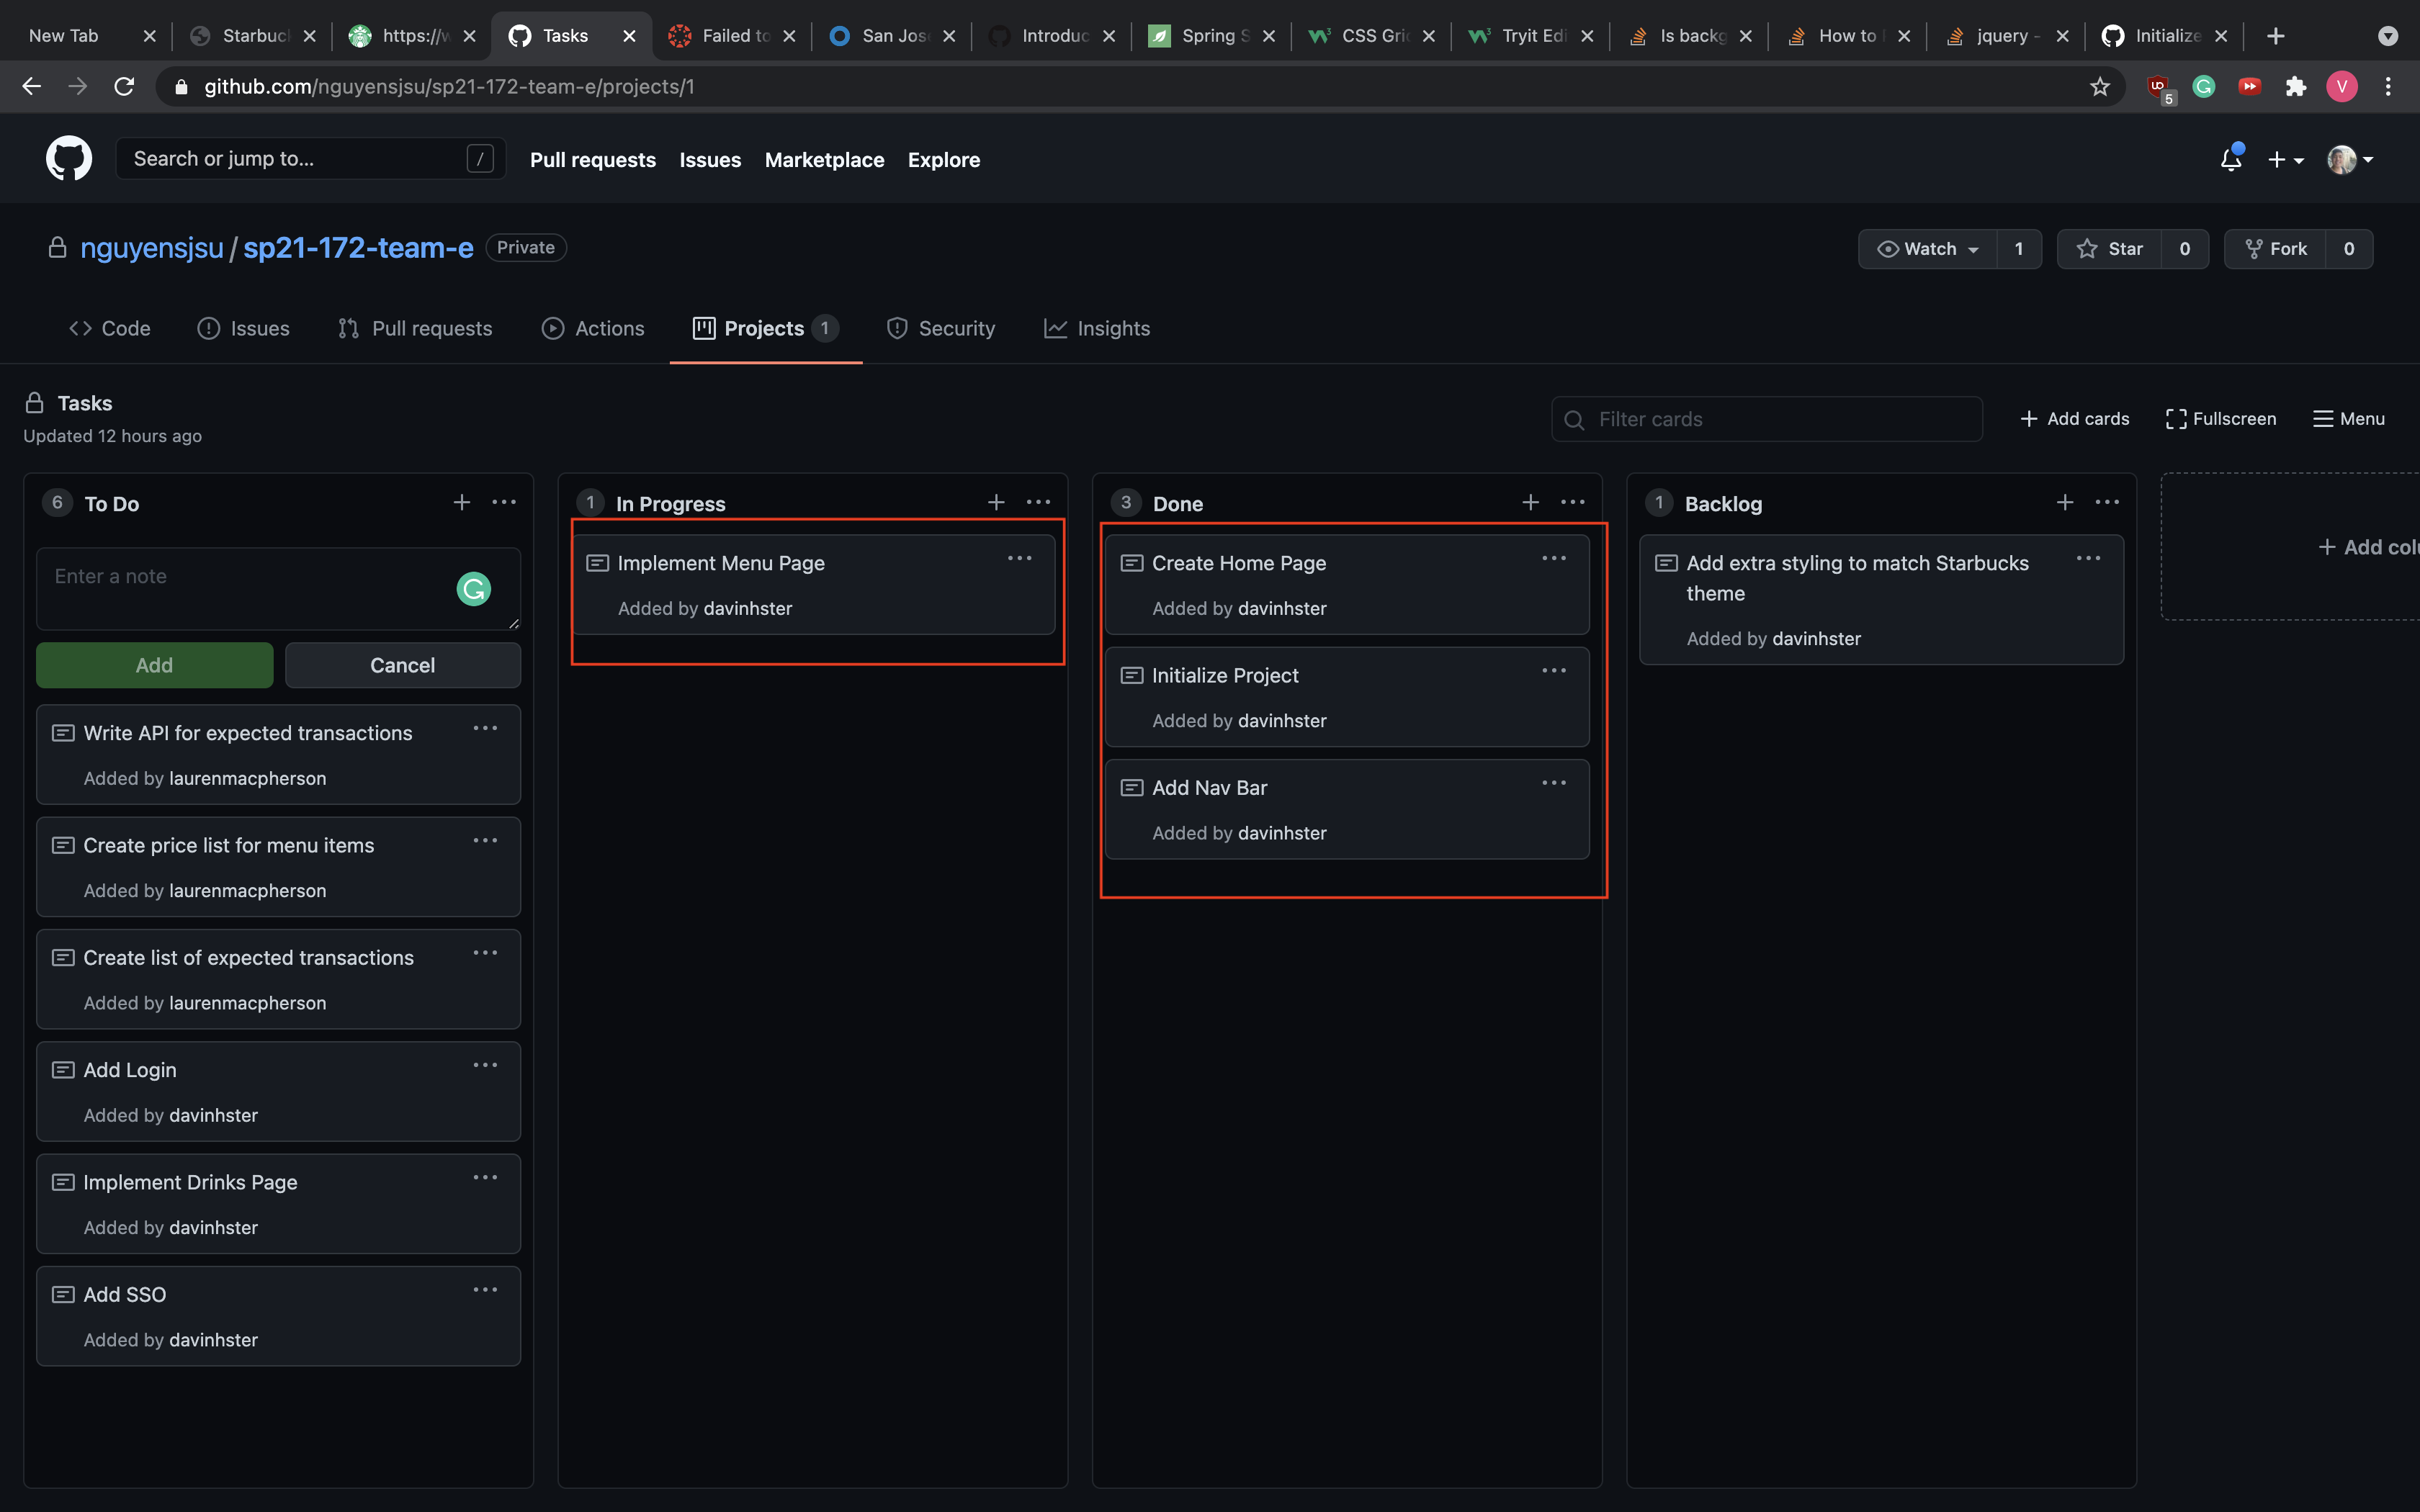 New Tab
Starbuc
https://w
Tasks
Failed to
San Jos
Introduc
Spring S
CSS Gri
Tryit Edi
Is backg
How to
jquery -
Initialize
github.com/nguyensjsu/sp21-172-team-e/projects/1
5
V
Search or jump to...
/
Pull requests
Issues
Marketplace
Explore
nguyensjsu / sp21-172-team-e
Private
Watch 1
Star 0
Fork 0
Code
Issues
Pull requests
Actions
Projects 1
Security
Insights
Tasks
Updated 12 hours ago
Filter cards
Add cards
Fullscreen
Menu
6 To Do
Enter a note
Add
Cancel
Write API for expected transactions
Added by laurenmacpherson
Create price list for menu items
Added by laurenmacpherson
Create list of expected transactions
Added by laurenmacpherson
Add Login
Added by davinhster
Implement Drinks Page
Added by davinhster
Add SSO
Added by davinhster
1 In Progress
Implement Menu Page
Added by davinhster
3 Done
Create Home Page
Added by davinhster
Initialize Project
Added by davinhster
Add Nav Bar
Added by davinhster
1 Backlog
Add extra styling to match Starbucks
theme
Added by davinhster
Add colu